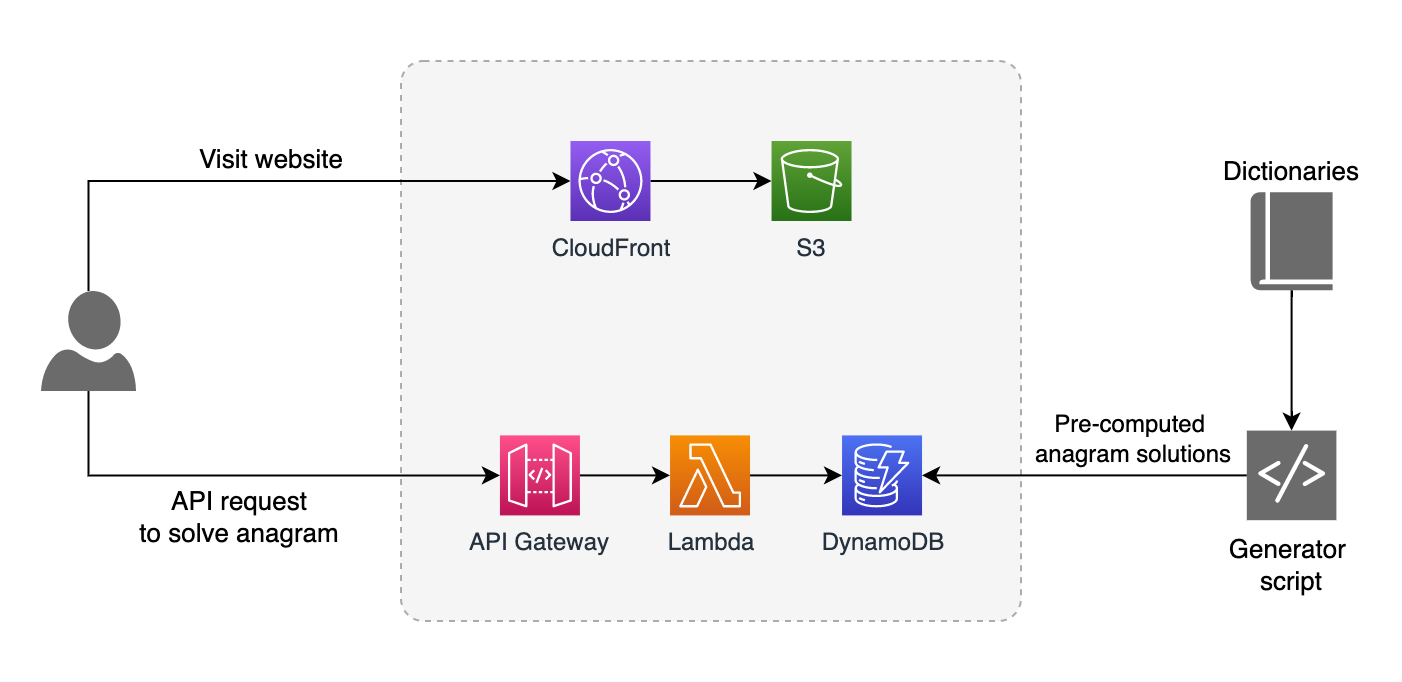 Visit website
CloudFront
S3
Dictionaries
API request
to solve anagram
API Gateway
Lambda
DynamoDB
Pre-computed
anagram solutions
</>
Generator
script